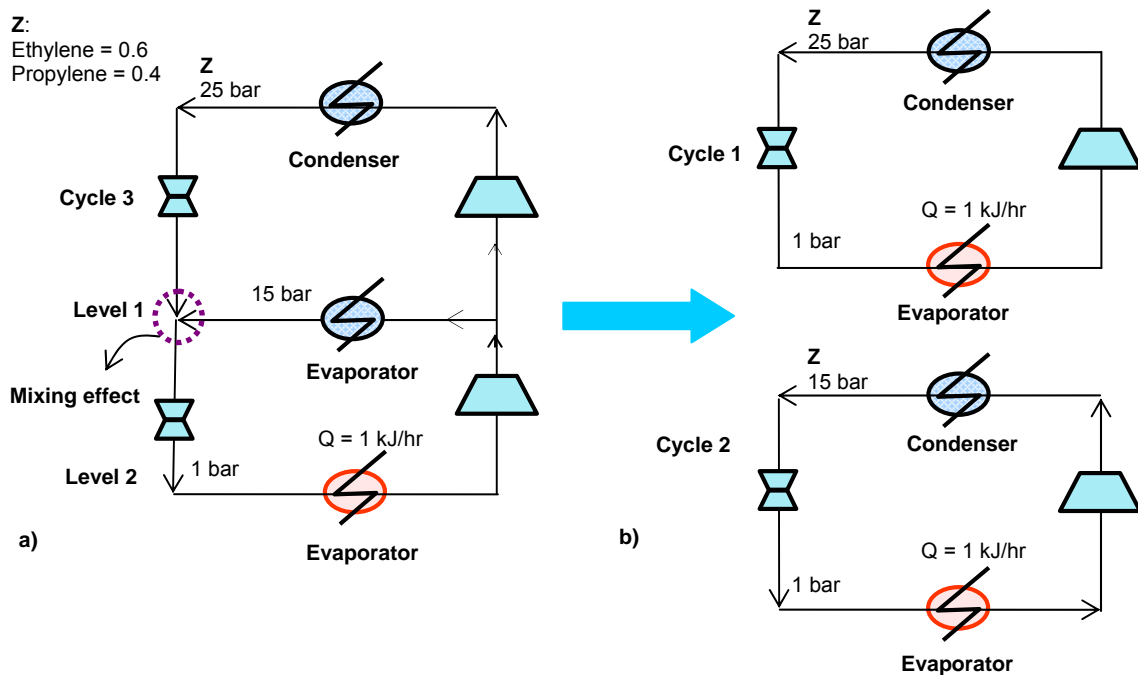 Z:
Ethylene = 0.6
Propylene = 0.4
Z
25 bar
Condenser
Cycle 3
Level 1
15 bar
Evaporator
Mixing effect
Q = 1 kJ/hr
Level 2
1 bar
Evaporator
a)
Z
25 bar
Condenser
Cycle 1
Q = 1 kJ/hr
1 bar
Evaporator
Z
15 bar
Condenser
Cycle 2
Q = 1 kJ/hr
1 bar
Evaporator
b)